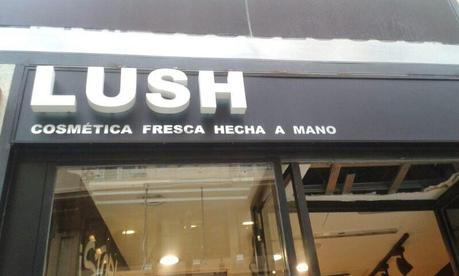 LUSH
COSMÉTICA FRESCA HECHA A MANO